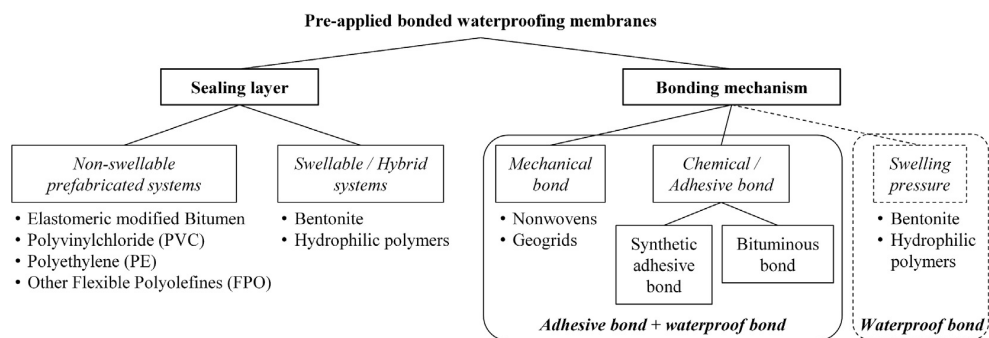 Pre-applied bonded waterproofing membranes
Sealing layer
Bonding mechanism
Non-swellable
prefabricated systems
• Elastomeric modified Bitumen
• Polyvinylchloride (PVC)
• Polyethylene (PE)
• Other Flexible Polyolefines (FPO)
Swellable / Hybrid
systems
• Bentonite
• Hydrophilic polymers
Mechanical
bond
• Nonwovens
• Geogrids
Chemical /
Adhesive bond
Synthetic
adhesive
bond
Bituminous
bond
Adhesive bond + waterproof bond
Swelling
pressure
• Bentonite
• Hydrophilic
polymers
Waterproof bond